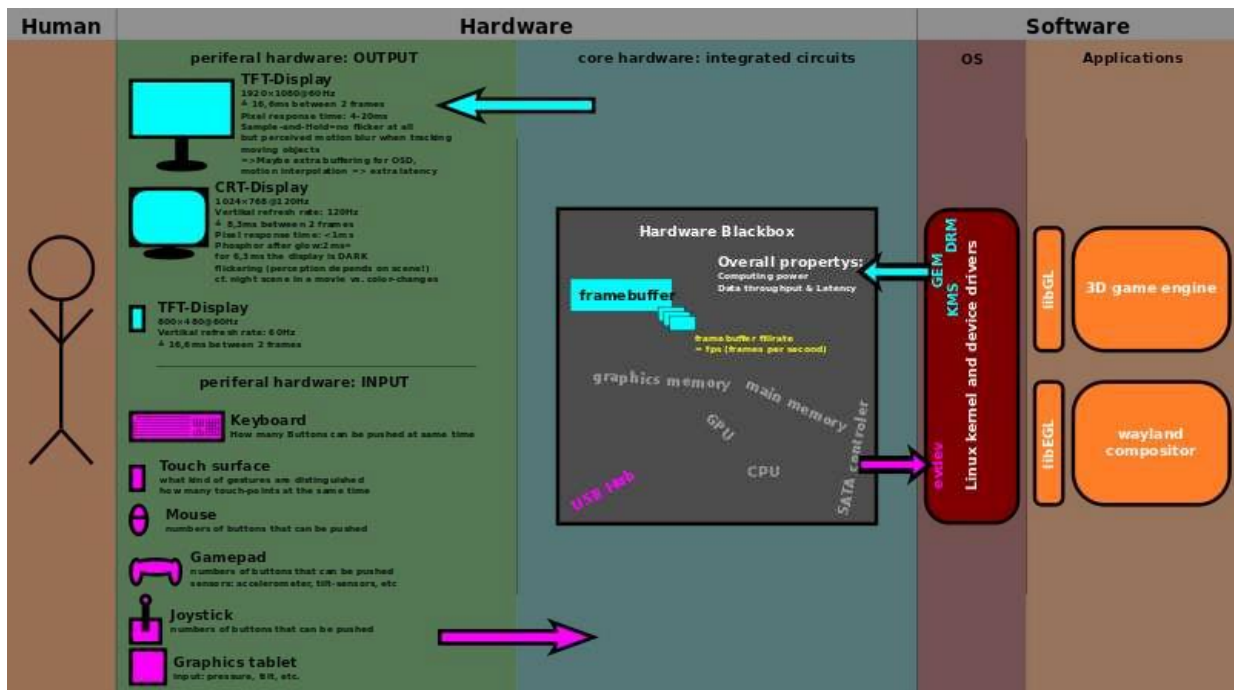 Human
Hardware
Software
periferal hardware: OUTPUT
TFT-Display
1920×1080@60Hz
≙ 16,6ms between 2 frames
Pixel response time: 4-20ms
Sample-and-Hold=no flicker at all
but perceived motion blur when tracking
moving objects
=>Maybe extra buffering for OSD,
motion interpolation => extra latency
CRT-Display
1024×768@120Hz
Vertikal refresh rate: 120Hz
≙ 8,3ms between 2 frames
Pixel response time: <1ms
Phosphor after glow:2ms=
for 6,3ms the display is DARK
flickering (perception depends on scene!)
cf. night scene in a movie vs. color-changes
TFT-Display
800×480@60Hz
Vertikal refresh rate: 60Hz
≙ 16,6ms between 2 frames
periferal hardware: INPUT
Keyboard
How many Buttons can be pushed at same time
Touch surface
what kind of gestures are distinguished
how many touch-points at the same time
Mouse
numbers of buttons that can be pushed
Gamepad
numbers of buttons that can be pushed
sensors: accelerometer, tilt-sensors, etc
Joystick
numbers of buttons that can be pushed
Graphics tablet
input: pressure, tilt, etc.
core hardware: integrated circuits
Hardware Blackbox
Overall propertys:
Computing power
Data throughput & Latency
framebuffer
framebuffer fillrate
= fps (frames per second)
graphics memory
main memory
GPU
CPU
SATA controler
USB Hub
OS
KMS
GEM
DRM
evdev
Linux kernel and device drivers
Applications
libGL
3D game engine
libEGL
wayland
compositor